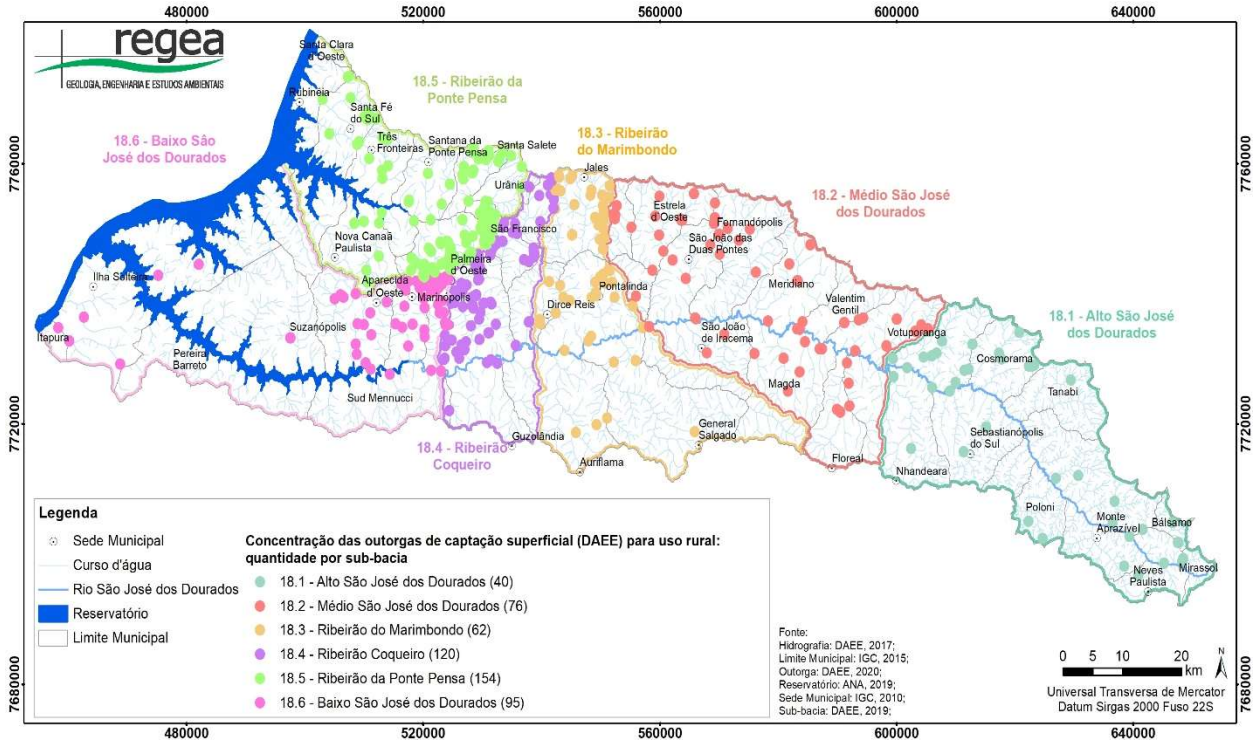 480000
520000
560000
600000
640000
regea
GEOLOGIA, ENGENHARIA E ESTUDOS AMBIENTAIS
Santa Clara
d'Oeste
Rubinéia
Santa Fé
do Sul
Três
Fronteiras
Santana da
Ponte Pensa
Santa Salete
Urânia
18.5 - Ribeirão da
Ponte Pensa
18.6 - Baixo São
José dos Dourados
18.3 - Ribeirão
do Marimbondo
Jales
18.2 - Médio São José
dos Dourados
7760000
7760000
Estrela
d'Oeste
Fernandópolis
São João das
Duas Pontes
São Francisco
Nova Canaã
Paulista
Palmeira
d'Oeste
Aparecida
d'Oeste
Marinópolis
Ilha Solteira
Pontalinda
Meridiano
Dirce Reis
Valentim
Gentil
Suzanópolis
Itapura
Votuporanga
18.1 - Alto São José
dos Dourados
São João
de Iracema
Pereira
Barreto
Cosmorama
Magda
Tanabi
Sud Mennucci
7720000
7720000
General
Salgado
Sebastianópolis
do Sul
Guzolândia
18.4 - Ribeirão
Coqueiro
Auriflama
Floreal
Nhandeara
Poloni
Monte
Aprazível
Bálsamo
Mirassol
Neves
Paulista
Legenda
Sede Municipal
Curso d'água
Rio São José dos Dourados
Reservatório
Limite Municipal
Concentração das outorgas de captação superficial (DAEE) para uso rural:
quantidade por sub-bacia
18.1 - Alto São José dos Dourados (40)
18.2 - Médio São José dos Dourados (76)
18.3 - Ribeirão do Marimbondo (62)
18.4 - Ribeirão Coqueiro (120)
18.5 - Ribeirão da Ponte Pensa (154)
18.6 - Baixo São José dos Dourados (95)
Fonte:
Hidrografia: DAEE, 2017;
Limite Municipal: IGC, 2015;
Outorga: DAEE, 2020;
Reservatório: ANA, 2019;
Sede Municipal: IGC, 2010;
Sub-bacia: DAEE, 2019;
0 5 10 20
km
N
Universal Transversa de Mercator
Datum Sirgas 2000 Fuso 22S
7680000
7680000
480000
520000
560000
600000
640000